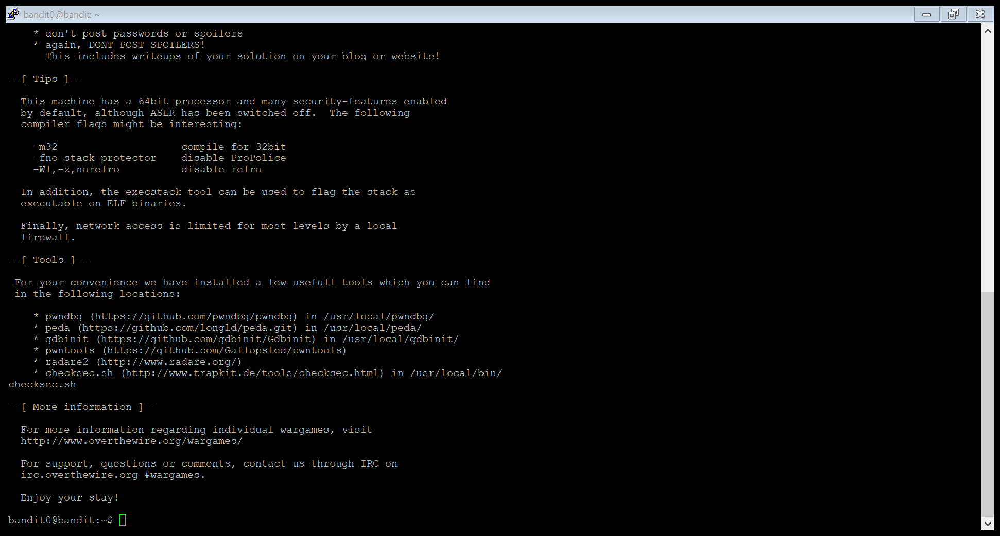 bandit0@bandit: ~
* don't post passwords or spoilers
* again, DONT POST SPOILERS!
This includes writeups of your solution on your blog or website!
--[ Tips ]--
This machine has a 64bit processor and many security-features enabled
by default, although ASLR has been switched off.  The following
compiler flags might be interesting:
-m32                    compile for 32bit
-fno-stack-protector    disable ProPolice
-Wl,-z,norelro          disable relro
In addition, the execstack tool can be used to flag the stack as
executable on ELF binaries.
Finally, network-access is limited for most levels by a local
firewall.
--[ Tools ]--
For your convenience we have installed a few usefull tools which you can find
in the following locations:
* pwndbg (https://github.com/pwndbg/pwndbg) in /usr/local/pwndbg/
* peda (https://github.com/longld/peda.git) in /usr/local/peda/
* gdbinit (https://github.com/gdbinit/Gdbinit) in /usr/local/gdbinit/
* pwntools (https://github.com/Gallopsled/pwntools)
* radare2 (http://www.radare.org/)
* checksec.sh (http://www.trapkit.de/tools/checksec.html) in /usr/local/bin/
checksec.sh
--[ More information ]--
For more information regarding individual wargames, visit
http://www.overthewire.org/wargames/
For support, questions or comments, contact us through IRC on
irc.overthewire.org #wargames.
Enjoy your stay!
bandit0@bandit:~$